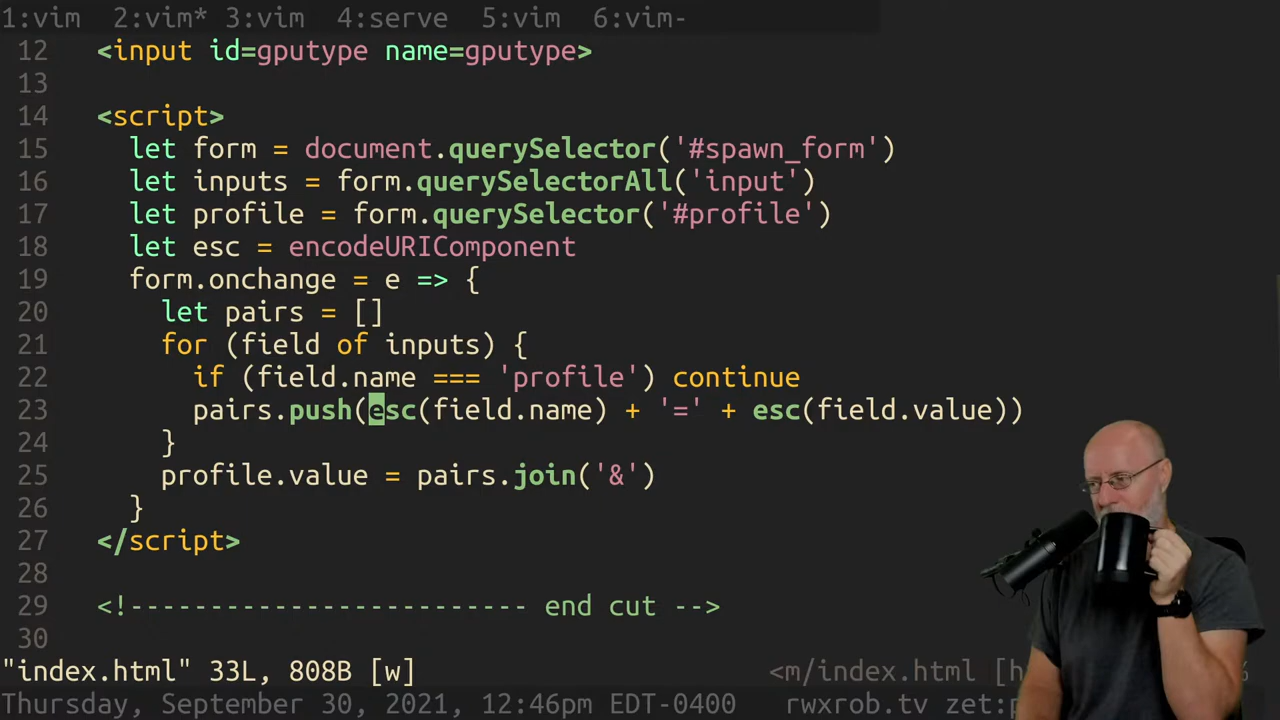 1:vim 2:vim* 3:vim 4:serve 5:vim 6:vim-
12 <input id=gputype name=gputype>
13
14 <script>
15 let form = document.querySelector('#spawn_form')
16 let inputs = form.querySelectorAll('input')
17 let profile = form.querySelector('#profile')
18 let esc = encodeURIComponent
19 form.onchange = e => {
20 let pairs = []
21 for (field of inputs) {
22 if (field.name === 'profile') continue
23 pairs.push(esc(field.name) + '=' + esc(field.value))
24 }
25 profile.value = pairs.join('&')
26 }
27 </script>
28
29 <!------------------------- end cut -->
30
"index.html" 33L, 808B [w] <m/index.html [h %
Thursday, September 30, 2021, 12:46pm EDT-0400 rwxrob.tv zet:p